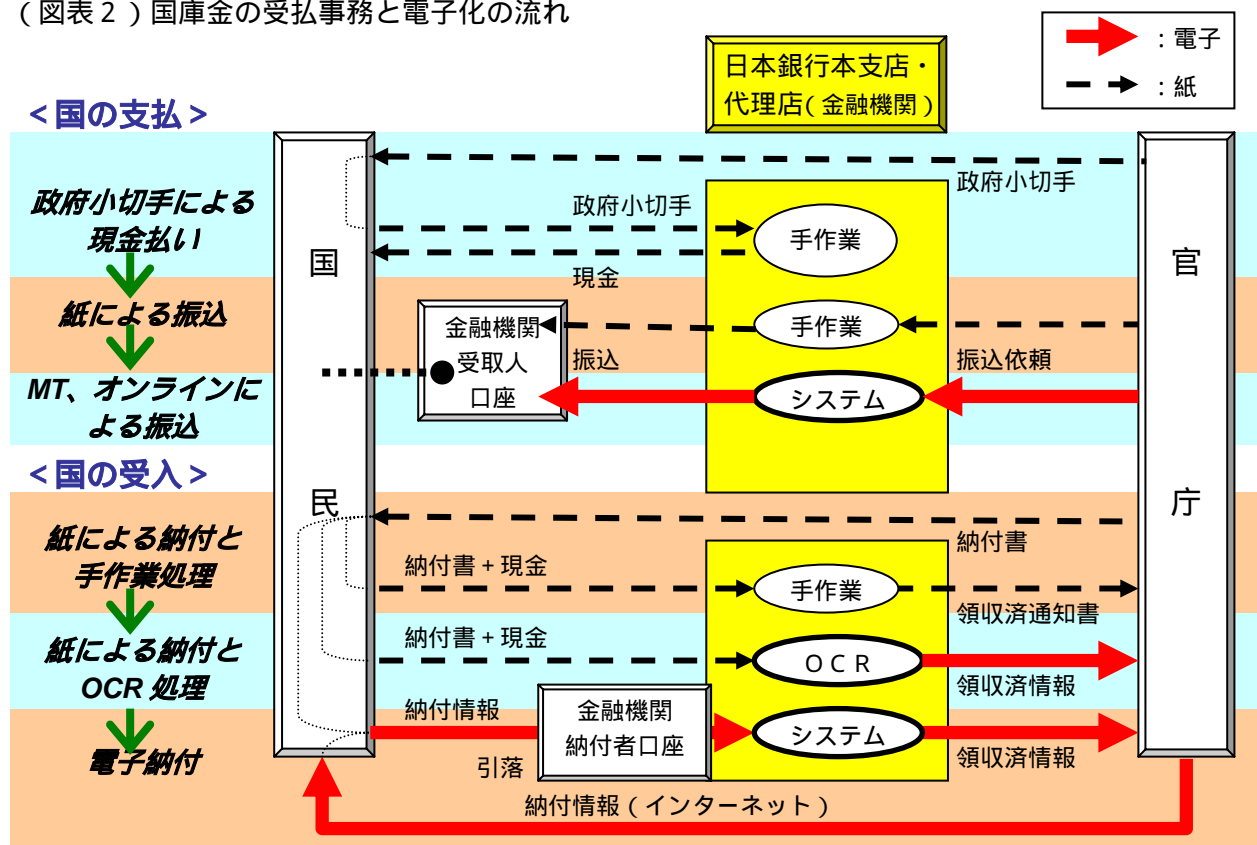 (図表2)国庫金の受払事務と電子化の流れ
:電子
:紙
日本銀行本支店・
代理店(金融機関)
<国の支払>
政府小切手による
現金払い
紙による振込
MT、オンラインに
よる振込
国
民
官
庁
政府小切手
政府小切手
手作業
現金
金融機関
受取人
口座
手作業
振込
振込依頼
システム
<国の受入>
紙による納付と
手作業処理
紙による納付と
OCR 処理
電子納付
納付書
納付書+現金
手作業
領収済通知書
納付書+現金
OCR
領収済情報
納付情報
金融機関
納付者口座
システム
引落
領収済情報
納付情報(インターネット)